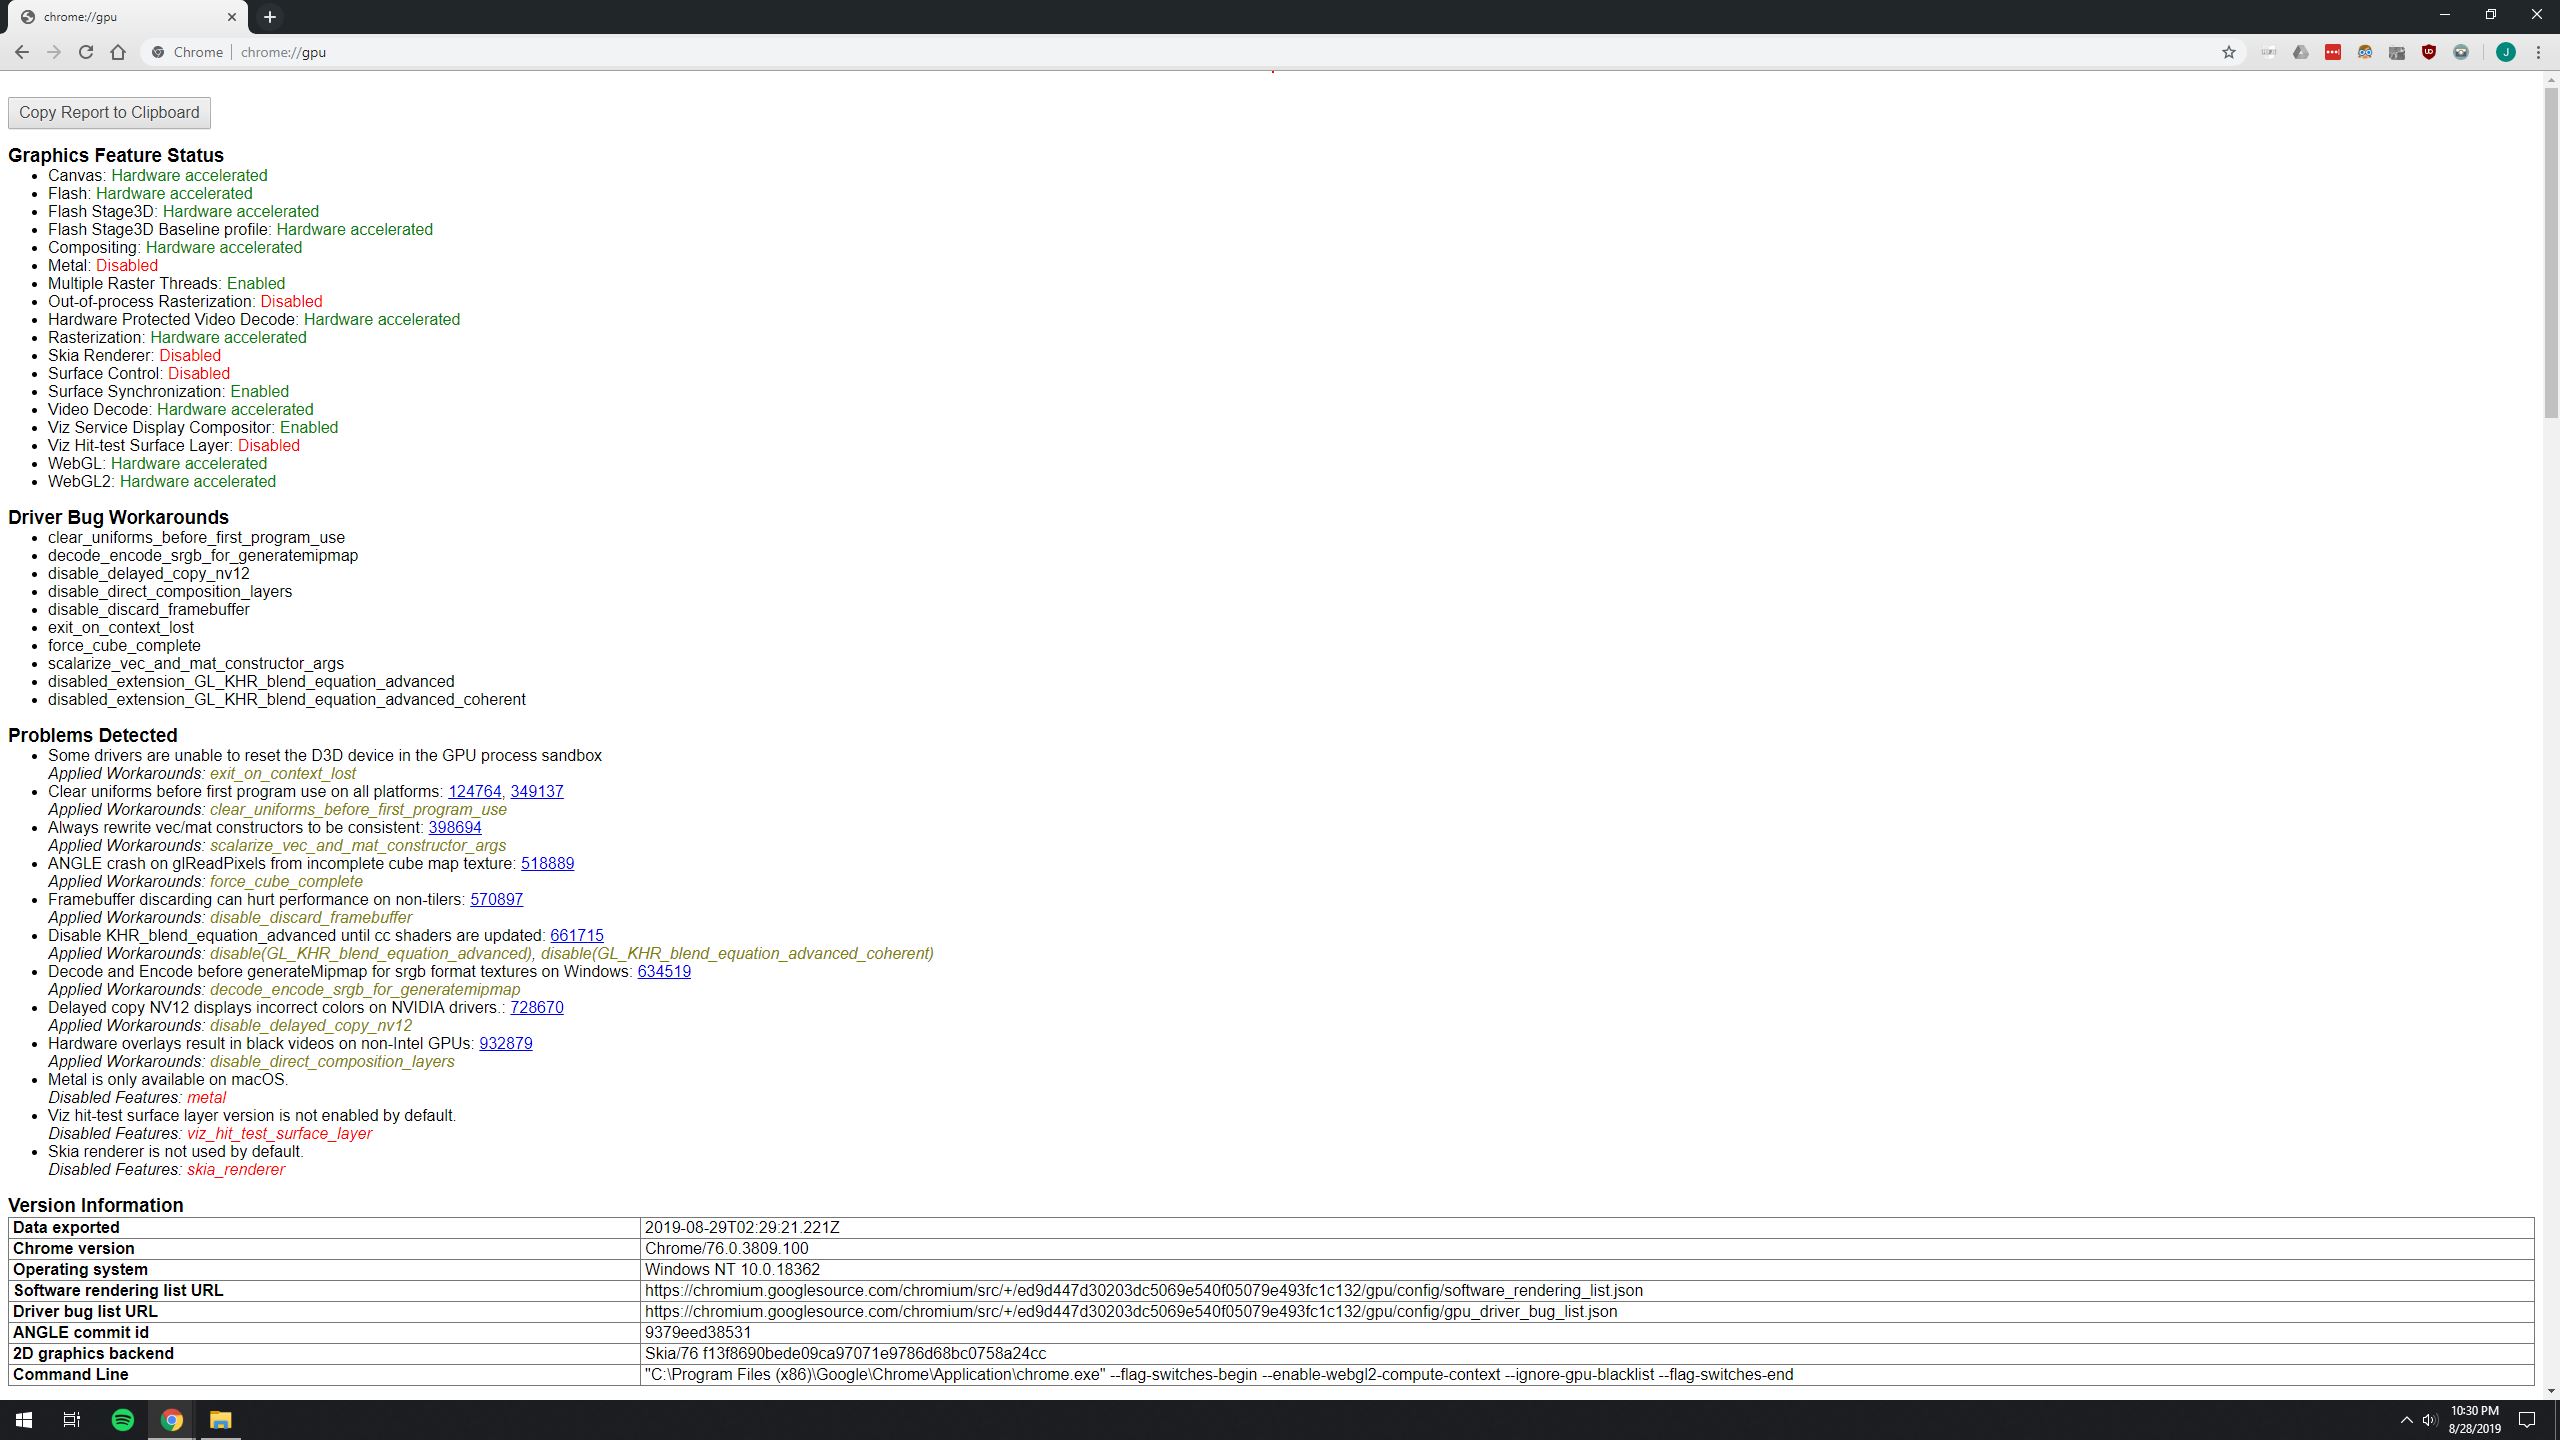 chrome://gpu
Chrome | chrome://gpu
J
Copy Report to Clipboard
Graphics Feature Status
• Canvas: Hardware accelerated
• Flash: Hardware accelerated
• Flash Stage3D: Hardware accelerated
• Flash Stage3D Baseline profile: Hardware accelerated
• Compositing: Hardware accelerated
• Metal: Disabled
• Multiple Raster Threads: Enabled
• Out-of-process Rasterization: Disabled
• Hardware Protected Video Decode: Hardware accelerated
• Rasterization: Hardware accelerated
• Skia Renderer: Disabled
• Surface Control: Disabled
• Surface Synchronization: Enabled
• Video Decode: Hardware accelerated
• Viz Service Display Compositor: Enabled
• Viz Hit-test Surface Layer: Disabled
• WebGL: Hardware accelerated
• WebGL2: Hardware accelerated
Driver Bug Workarounds
• clear_uniforms_before_first_program_use
• decode_encode_srgb_for_generatemipmap
• disable_delayed_copy_nv12
• disable_direct_composition_layers
• disable_discard_framebuffer
• exit_on_context_lost
• force_cube_complete
• scalarize_vec_and_mat_constructor_args
• disabled_extension_GL_KHR_blend_equation_advanced
• disabled_extension_GL_KHR_blend_equation_advanced_coherent
Problems Detected
• Some drivers are unable to reset the D3D device in the GPU process sandbox
Applied Workarounds: exit_on_context_lost
• Clear uniforms before first program use on all platforms: 124764, 349137
Applied Workarounds: clear_uniforms_before_first_program_use
• Always rewrite vec/mat constructors to be consistent: 398694
Applied Workarounds: scalarize_vec_and_mat_constructor_args
• ANGLE crash on glReadPixels from incomplete cube map texture: 518889
Applied Workarounds: force_cube_complete
• Framebuffer discarding can hurt performance on non-tilers: 570897
Applied Workarounds: disable_discard_framebuffer
• Disable KHR_blend_equation_advanced until cc shaders are updated: 661715
Applied Workarounds: disable(GL_KHR_blend_equation_advanced), disable(GL_KHR_blend_equation_advanced_coherent)
• Decode and Encode before generateMipmap for srgb format textures on Windows: 634519
Applied Workarounds: decode_encode_srgb_for_generatemipmap
• Delayed copy NV12 displays incorrect colors on NVIDIA drivers.: 728670
Applied Workarounds: disable_delayed_copy_nv12
• Hardware overlays result in black videos on non-Intel GPUs: 932879
Applied Workarounds: disable_direct_composition_layers
• Metal is only available on macOS.
Disabled Features: metal
• Viz hit-test surface layer version is not enabled by default.
Disabled Features: viz_hit_test_surface_layer
• Skia renderer is not used by default.
Disabled Features: skia_renderer
Version Information
Data exported 2019-08-29T02:29:21.221Z
Chrome version Chrome/76.0.3809.100
Operating system Windows NT 10.0.18362
Software rendering list URL https://chromium.googlesource.com/chromium/src/+/ed9d447d30203dc5069e540f05079e493fc1c132/gpu/config/software_rendering_list.json
Driver bug list URL https://chromium.googlesource.com/chromium/src/+/ed9d447d30203dc5069e540f05079e493fc1c132/gpu/config/gpu_driver_bug_list.json
ANGLE commit id 9379eed38531
2D graphics backend Skia/76 f13f8690bede09ca97071e9786d68bc0758a24cc
Command Line "C:\Program Files (x86)\Google\Chrome\Application\chrome.exe" --flag-switches-begin --enable-webgl2-compute-context --ignore-gpu-blacklist --flag-switches-end
10:30 PM
8/28/2019